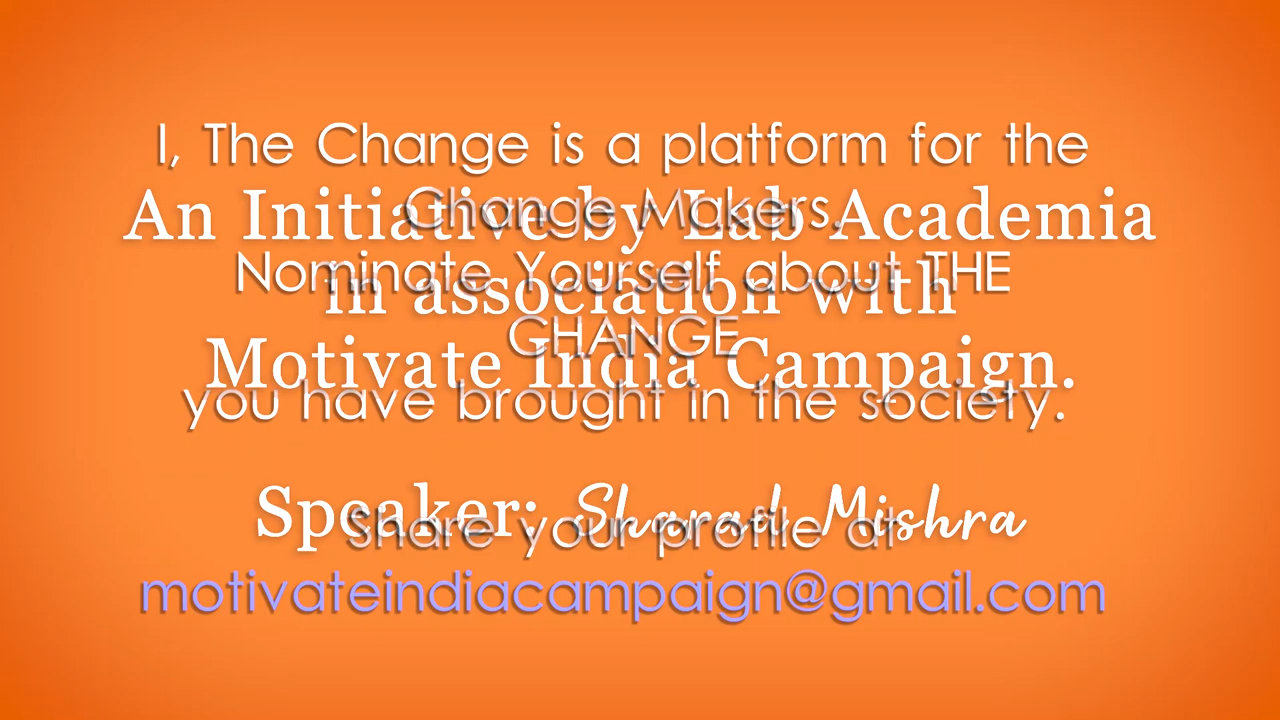 I, The Change is a platform for the
Change Makers.
Nominate Yourself about THE
CHANGE
you have brought in the society.
Share your profile at
motivateindiacampaign@gmail.com
An Initiative by Lab Academia
in association with
Motivate India Campaign.
Speaker: Sharad Mishra